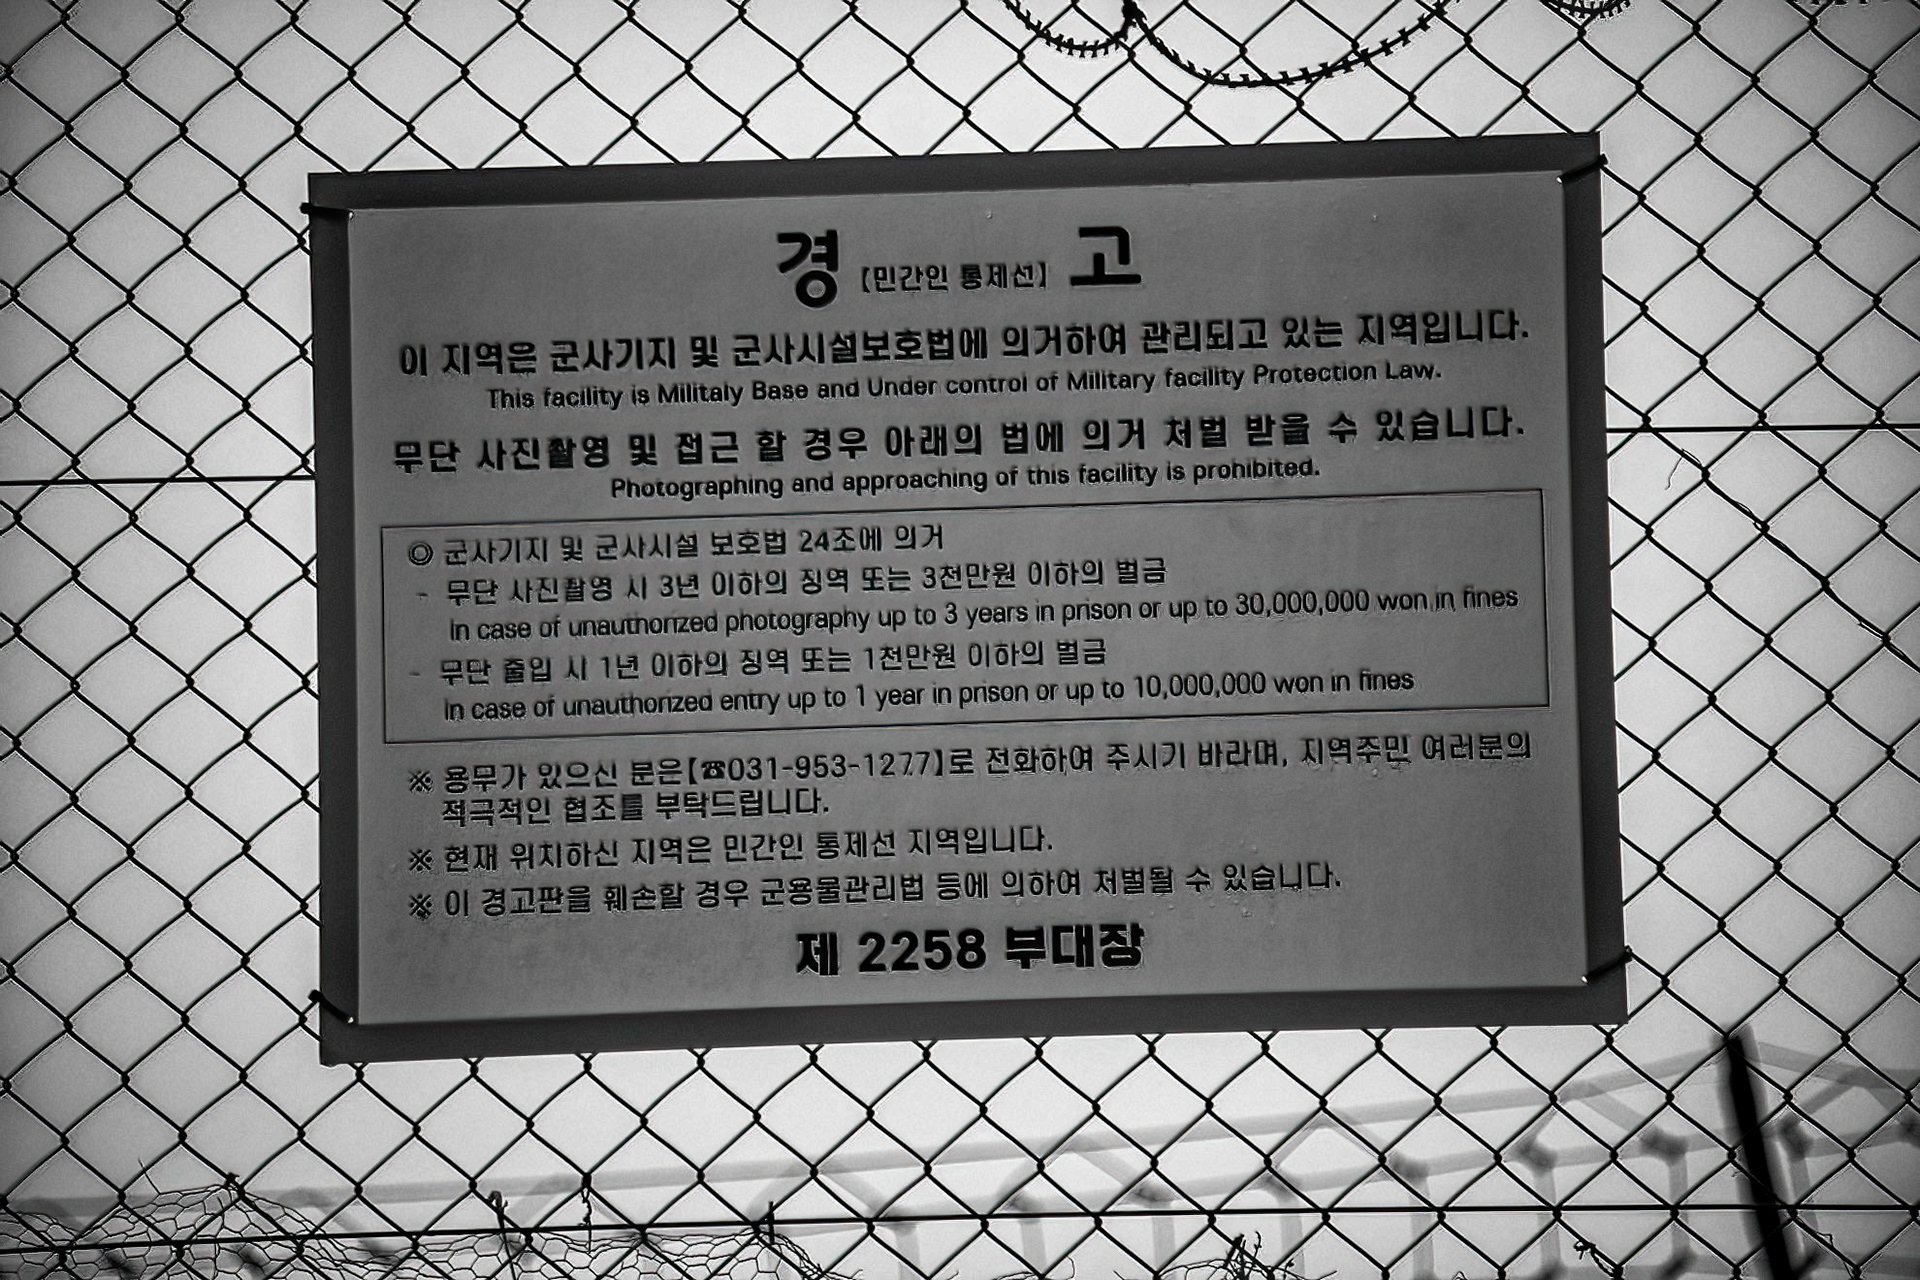 경 【민간인 통제선】 고
이 지역은 군사기지 및 군사시설보호법에 의거하여 관리되고 있는 지역입니다.
This facility is Militaly Base and Under control of Military facility Protection Law.
무단 사진촬영 및 접근 할 경우 아래의 법에 의거 처벌 받을 수 있습니다.
Photographing and approaching of this facility is prohibited.
◎ 군사기지 및 군사시설 보호법 24조에 의거
- 무단 사진촬영 시 3년 이하의 징역 또는 3천만원 이하의 벌금
In case of unauthorized photography up to 3 years in prison or up to 30,000,000 won in fines
- 무단 출입 시 1년 이하의 징역 또는 1천만원 이하의 벌금
In case of unauthorized entry up to 1 year in prison or up to 10,000,000 won in fines
※ 용무가 있으신 분은【☎031-953-1277】로 전화하여 주시기 바라며, 지역주민 여러분의
적극적인 협조를 부탁드립니다.
※ 현재 위치하신 지역은 민간인 통제선 지역입니다.
※ 이 경고판을 훼손할 경우 군용물관리법 등에 의하여 처벌될 수 있습니다.
제 2258 부대장